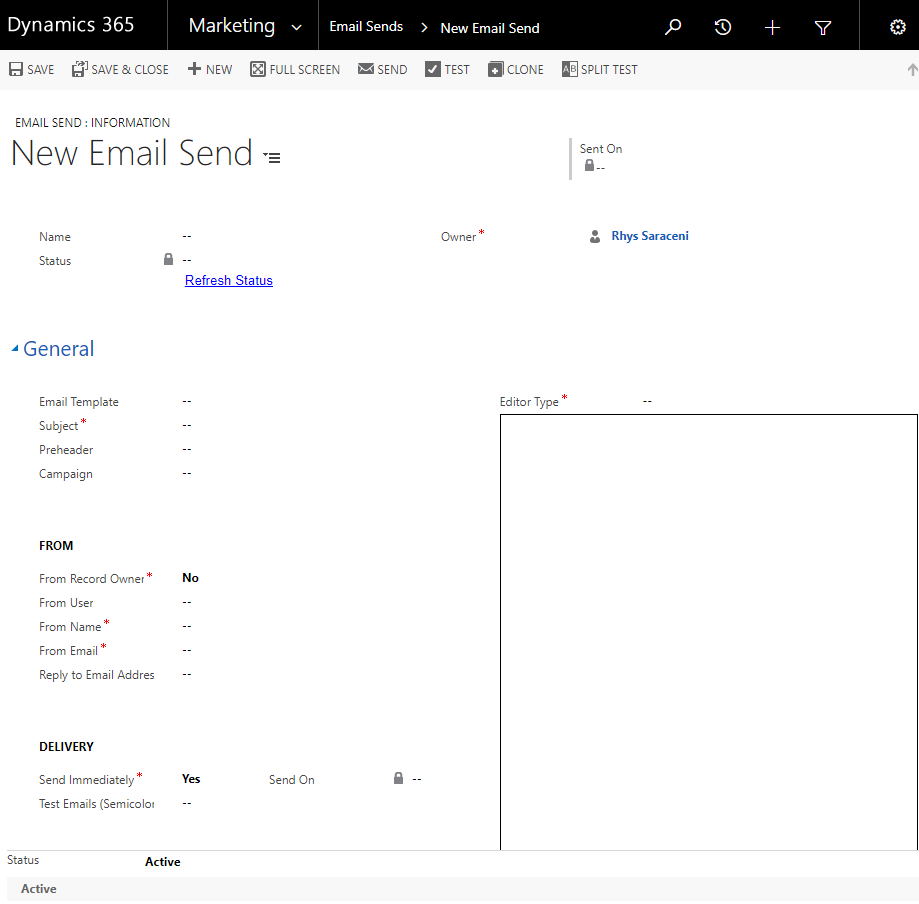 Dynamics 365 Marketing Email Sends New Email Send
SAVE SAVE & CLOSE NEW FULL SCREEN SEND TEST CLONE AB SPLIT TEST
EMAIL SEND : INFORMATION
New Email Send
Sent On
--
Name -- Owner* Rhys Saraceni
Status --
Refresh Status
General
Email Template -- Editor Type* --
Subject* --
Preheader --
Campaign --
FROM
From Record Owner* No
From User --
From Name* --
From Email* --
Reply to Email Addres --
DELIVERY
Send Immediately* Yes Send On --
Test Emails (Semicolor --
Status Active
Active